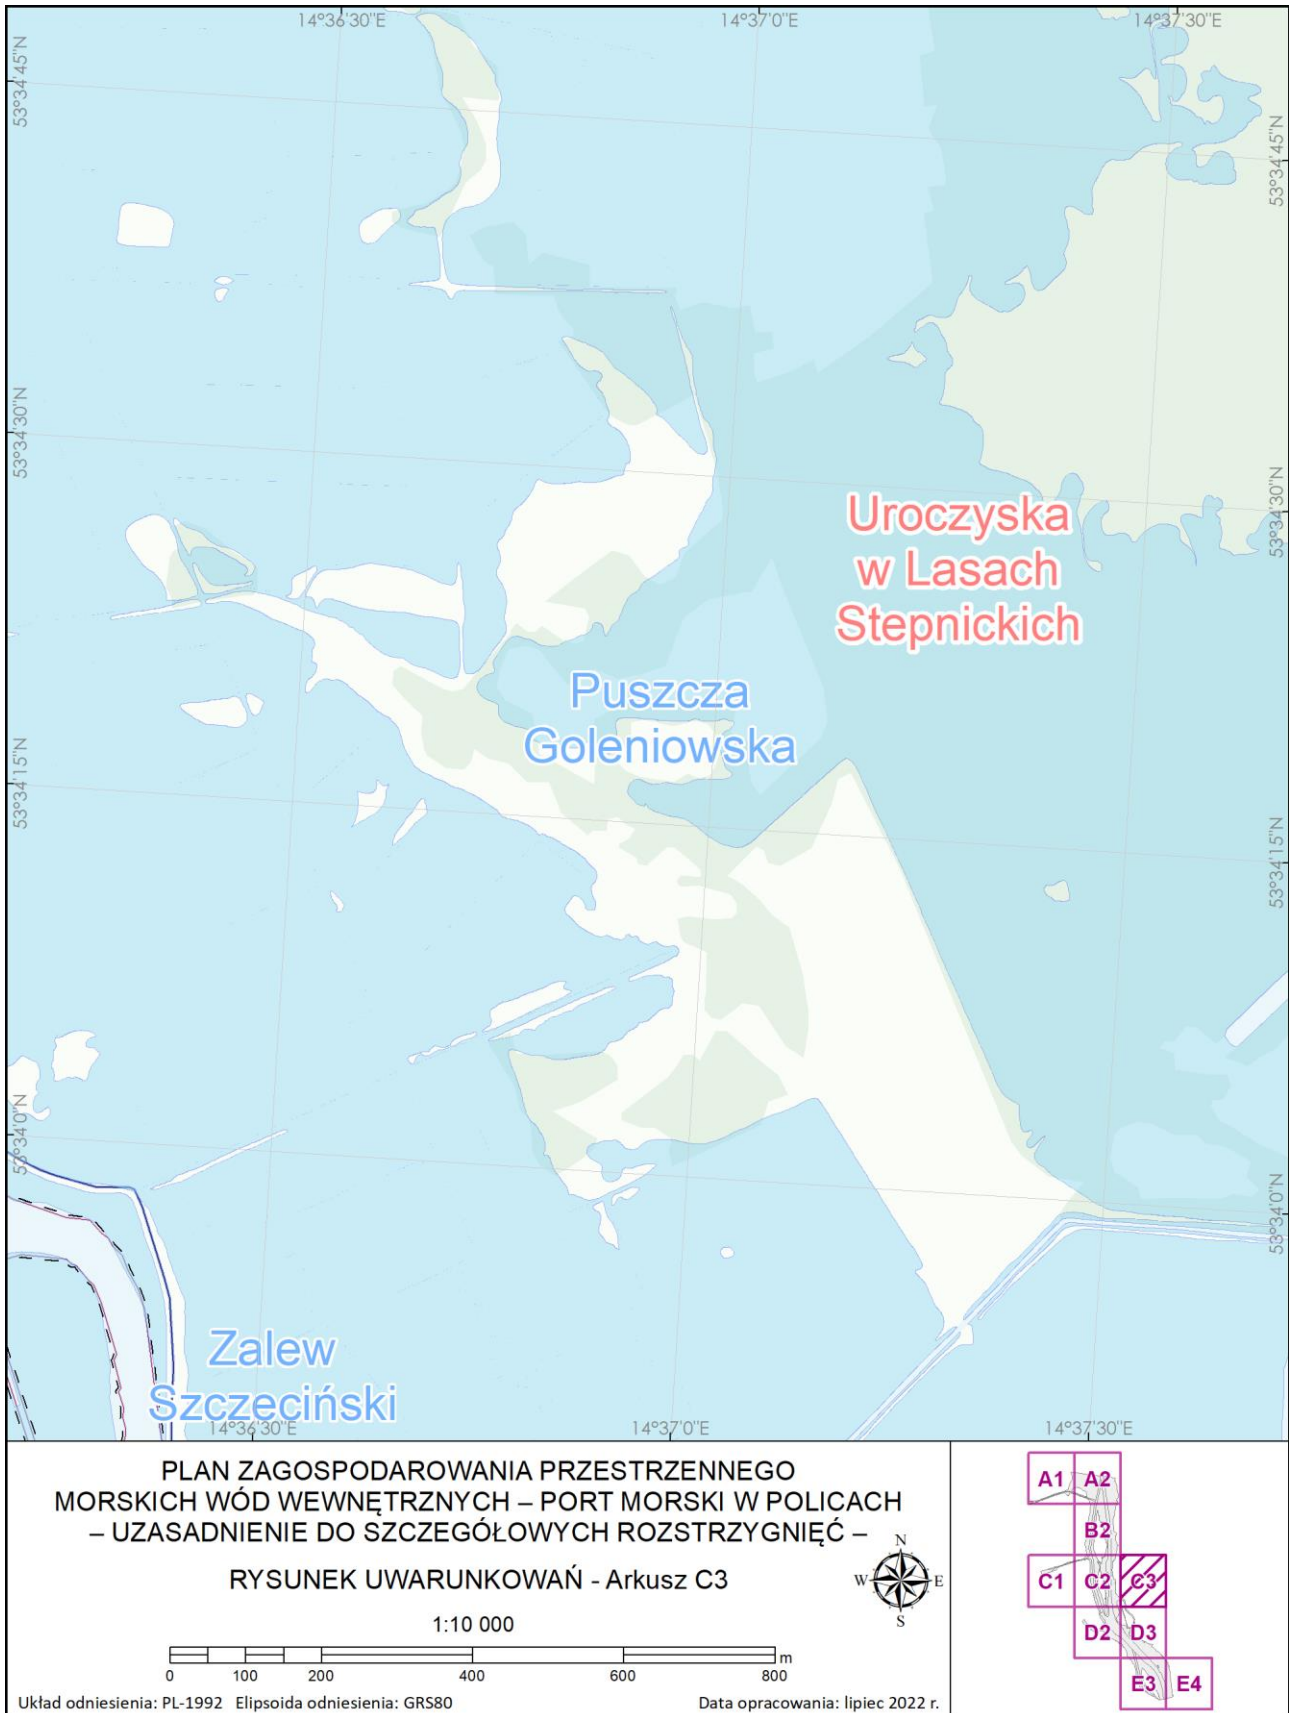 14°36'30"E
14°37'0"E
14°37'30"E
53°34'45"N
53°34'45"N
53°34'30"N
53°34'30"N
Uroczyska
w Lasach
Stepnickich
Puszcza
Goleniowska
53°34'15"N
53°34'15"N
53°34'0"N
53°34'0"N
Zalew
Szczeciński
14°36'30"E
14°37'0"E
14°37'30"E
PLAN ZAGOSPODAROWANIA PRZESTRZENNEGO
MORSKICH WÓD WEWNĘTRZNYCH – PORT MORSKI W POLICACH
– UZASADNIENIE DO SZCZEGÓŁOWYCH ROZSTRZYGNIĘĆ –
RYSUNEK UWARUNKOWAŃ - Arkusz C3
1:10 000
N
W E
S
m
0 100 200 400 600 800
Układ odniesienia: PL-1992 Elipsoida odniesienia: GRS80
Data opracowania: lipiec 2022 r.
A1 A2
B2
C1 C2 C3
D2 D3
E3 E4